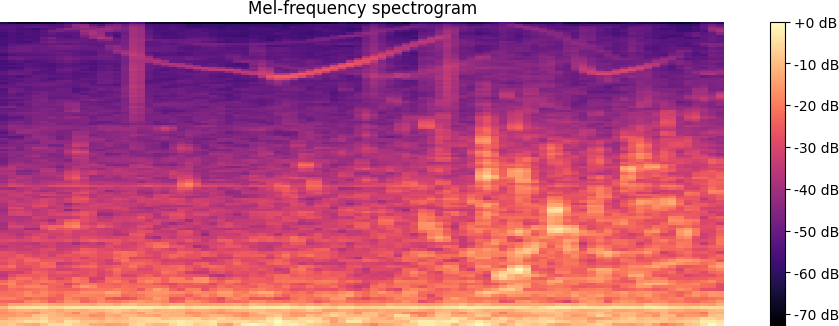 Mel-frequency spectrogram
+0 dB
-10 dB
-20 dB
-30 dB
-40 dB
-50 dB
-60 dB
-70 dB